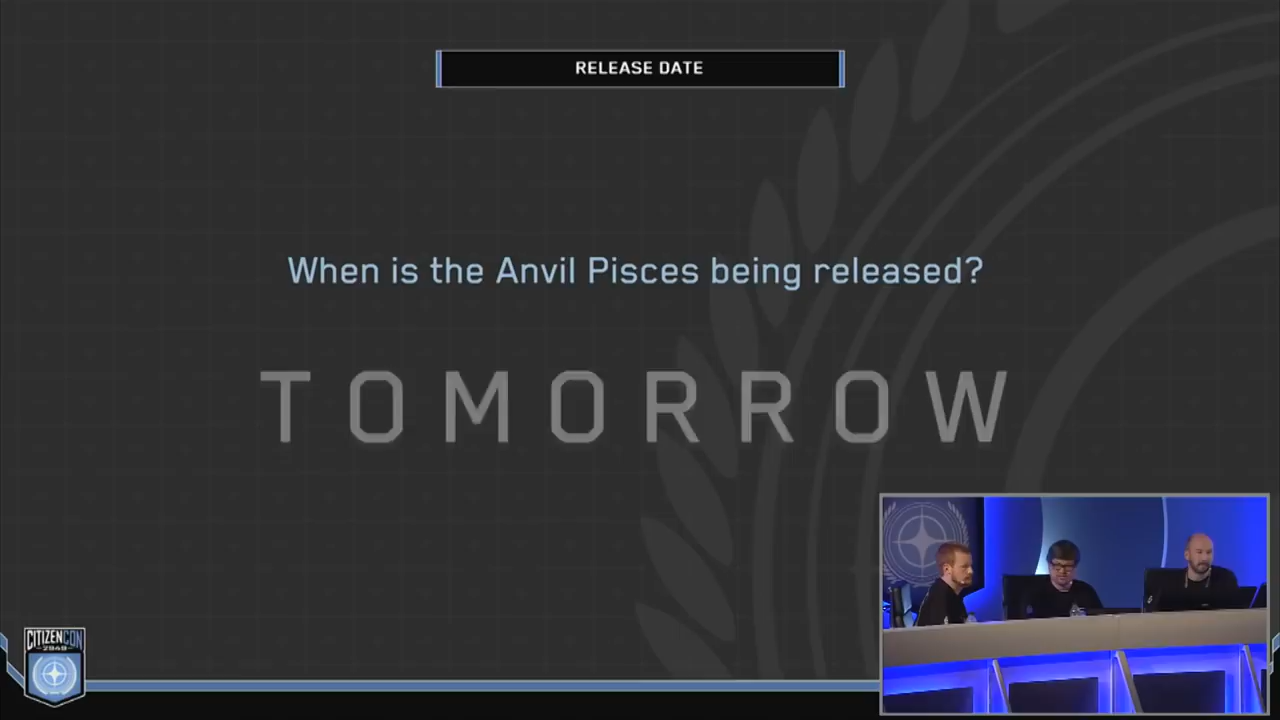 RELEASE DATE
When is the Anvil Pisces being released?
TOMORROW
CITIZENCON
2949